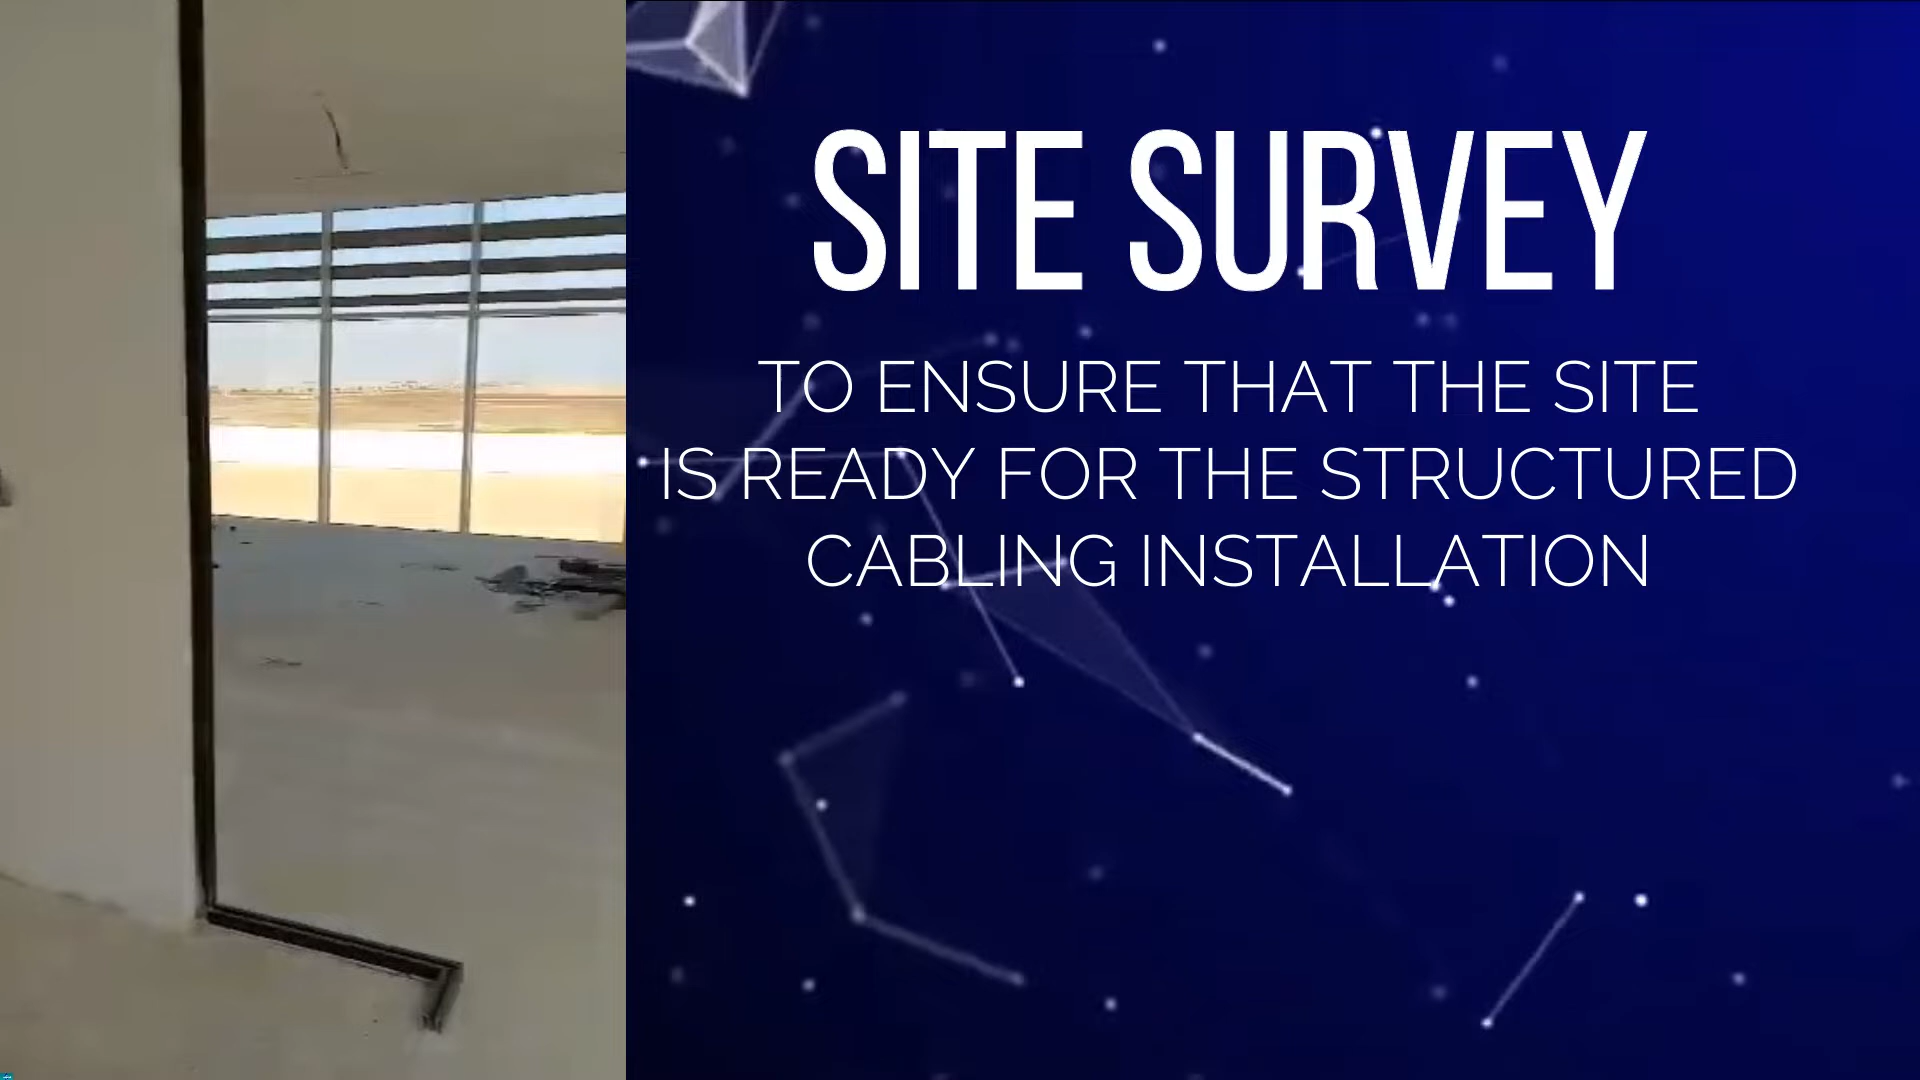 SITE SURVEY
TO ENSURE THAT THE SITE
IS READY FOR THE STRUCTURED
CABLING INSTALLATION